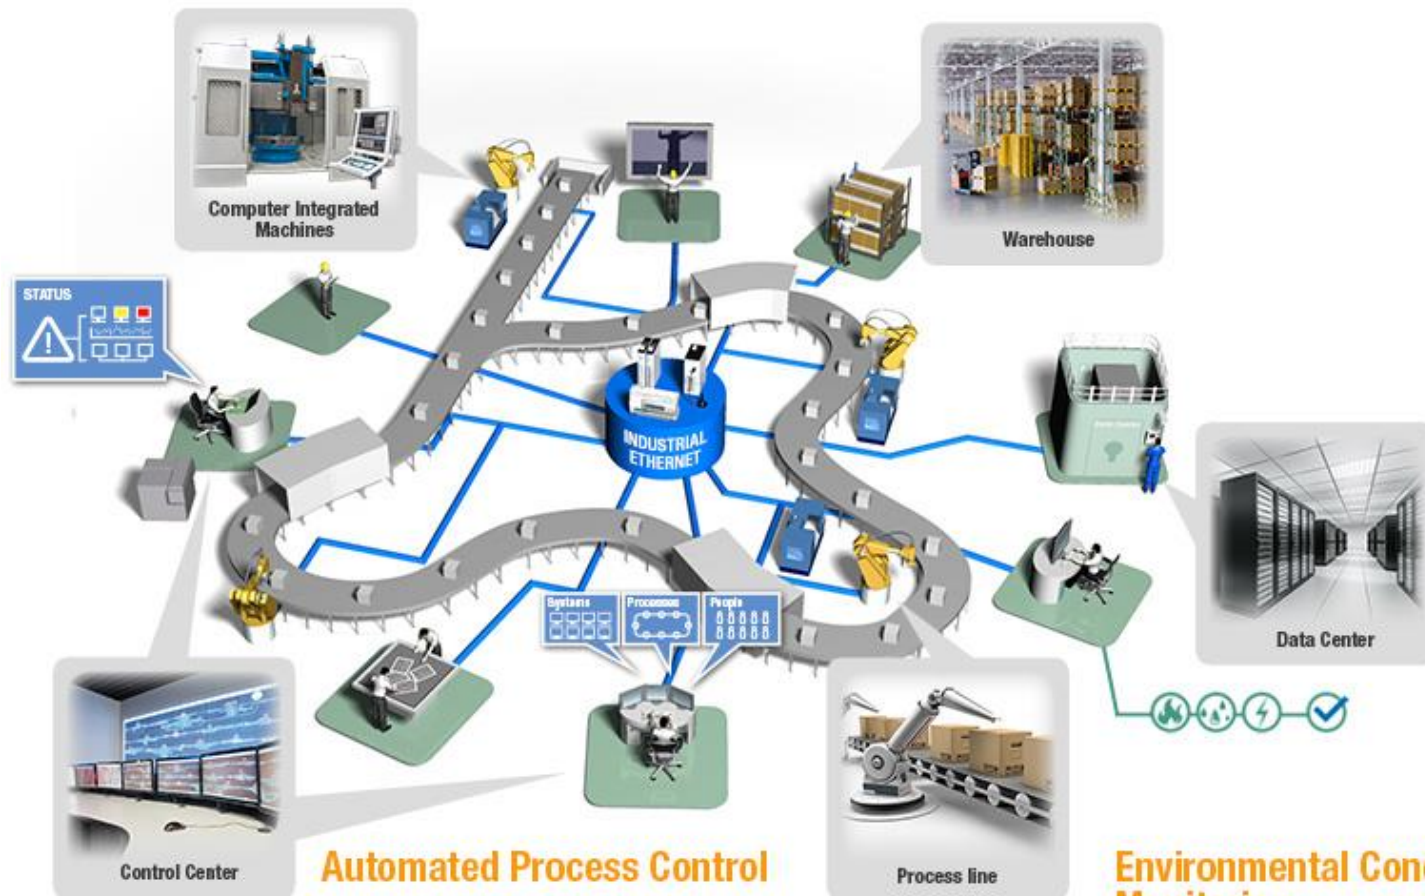 Computer Integrated
Machines
Warehouse
STATUS
INDUSTRIAL
ETHERNET
Systems
Processes
People
Data Center
Control Center
Process line
Automated Process Control
Environmental Con